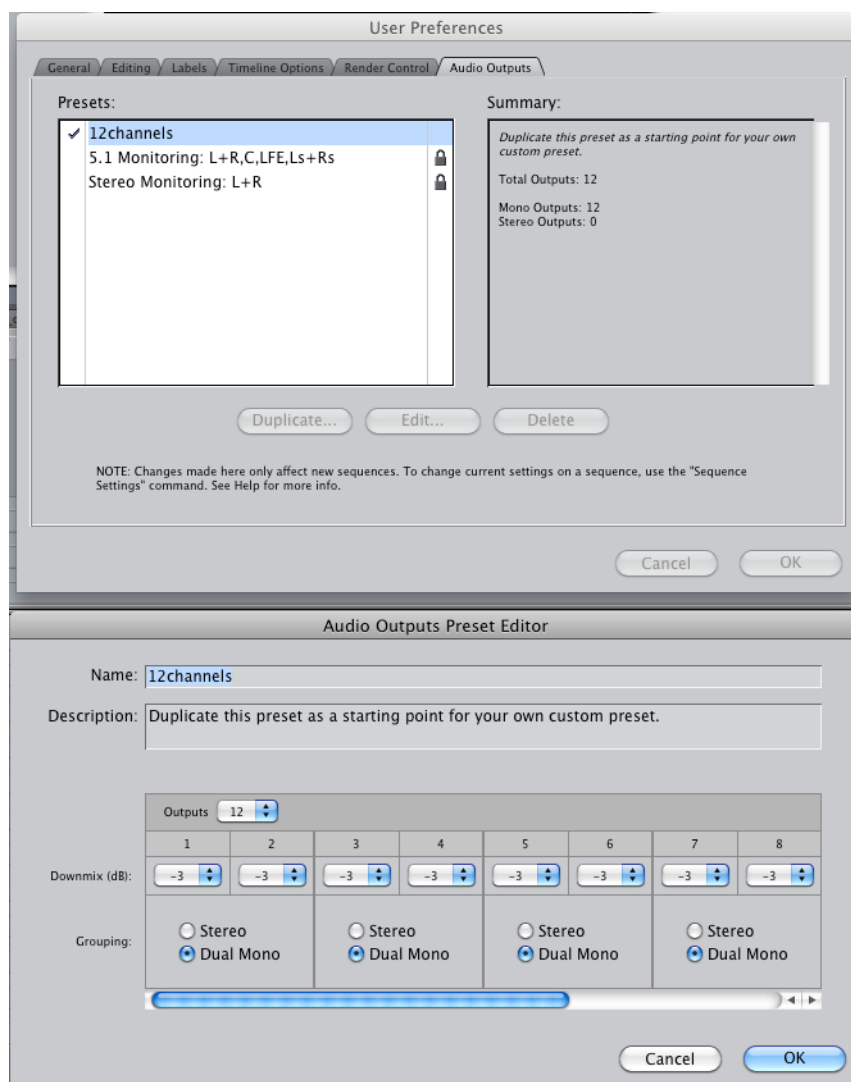 User Preferences
General Editing Labels Timeline Options Render Control Audio Outputs
Presets:
12channels
5.1 Monitoring: L+R,C,LFE,Ls+Rs
Stereo Monitoring: L+R
Summary:
Duplicate this preset as a starting point for your own
custom preset.
Total Outputs: 12
Mono Outputs: 12
Stereo Outputs: 0
Duplicate... Edit... Delete
NOTE: Changes made here only affect new sequences. To change current settings on a sequence, use the "Sequence
Settings" command. See Help for more info.
Cancel OK
Audio Outputs Preset Editor
Name: 12channels
Description: Duplicate this preset as a starting point for your own custom preset.
Outputs 12
1 2 3 4 5 6 7 8
Downmix (dB): -3 -3 -3 -3 -3 -3 -3 -3
Grouping:
Stereo Stereo Stereo Stereo
Dual Mono Dual Mono Dual Mono Dual Mono
Cancel OK